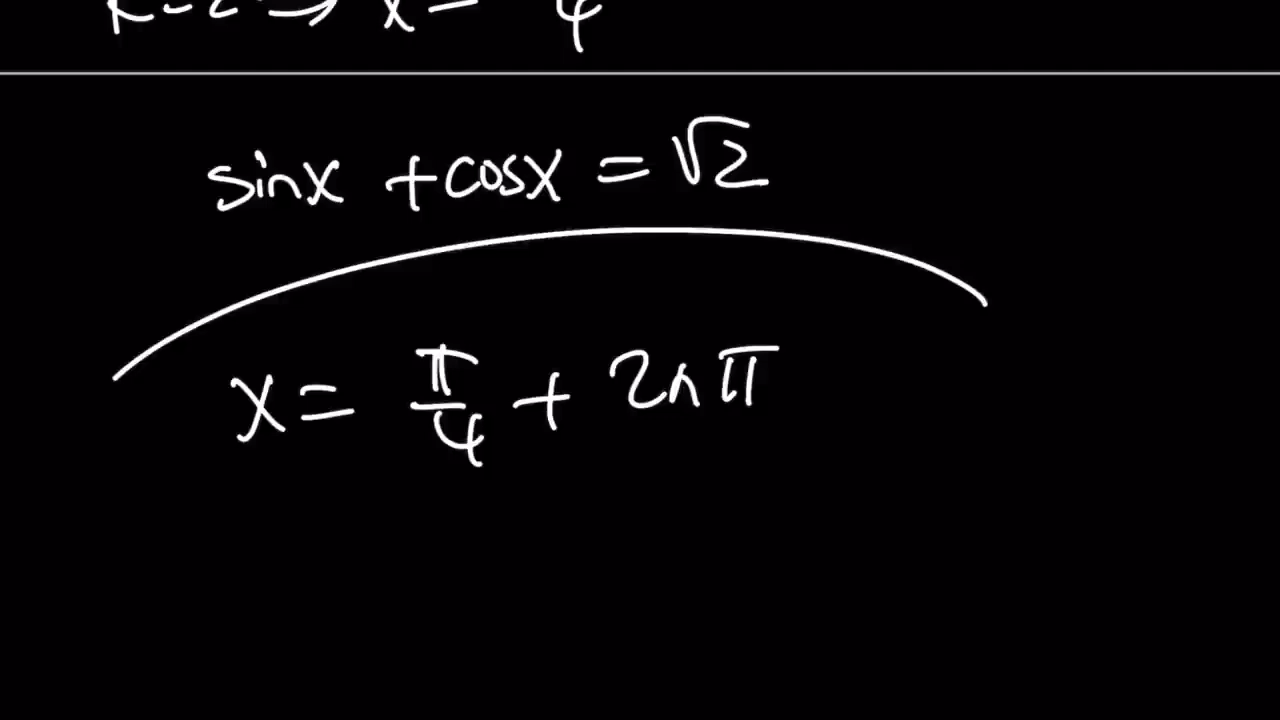 x =
sinx + cosx = √2
x = π/4 + 2nπ